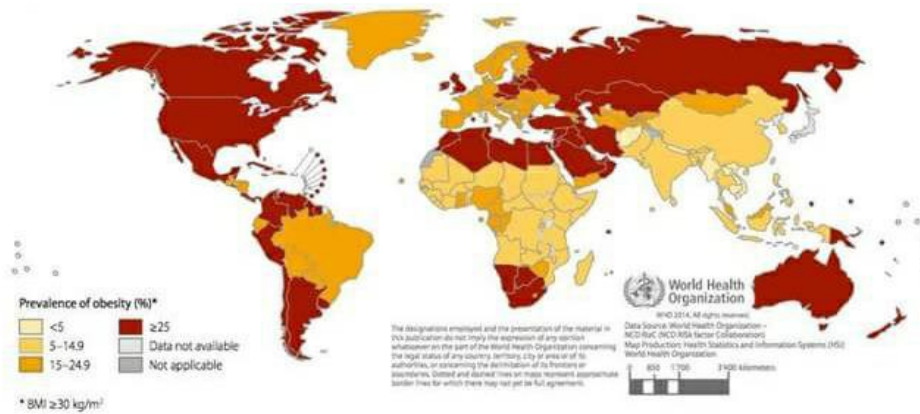 Prevalence of obesity (%)*
<5
5–14.9
15–24.9
≥25
Data not available
Not applicable
* BMI ≥30 kg/m²
The designations employed and the presentation of the material in
this publication do not imply the expression of any opinion
whatsoever on the part of the World Health Organization concerning
the legal status of any country, territory, city or area or of its
authorities, or concerning the delimitation of its frontiers or
boundaries. Dotted and dashed lines on maps represent approximate
border lines for which there may not yet be full agreement.
World Health
Organization
WHO 2014. All rights reserved.
Data Source: World Health Organization –
Map Production: Health Statistics and Information Systems (HSI)
World Health Organization
0 850 1 700 kilometers